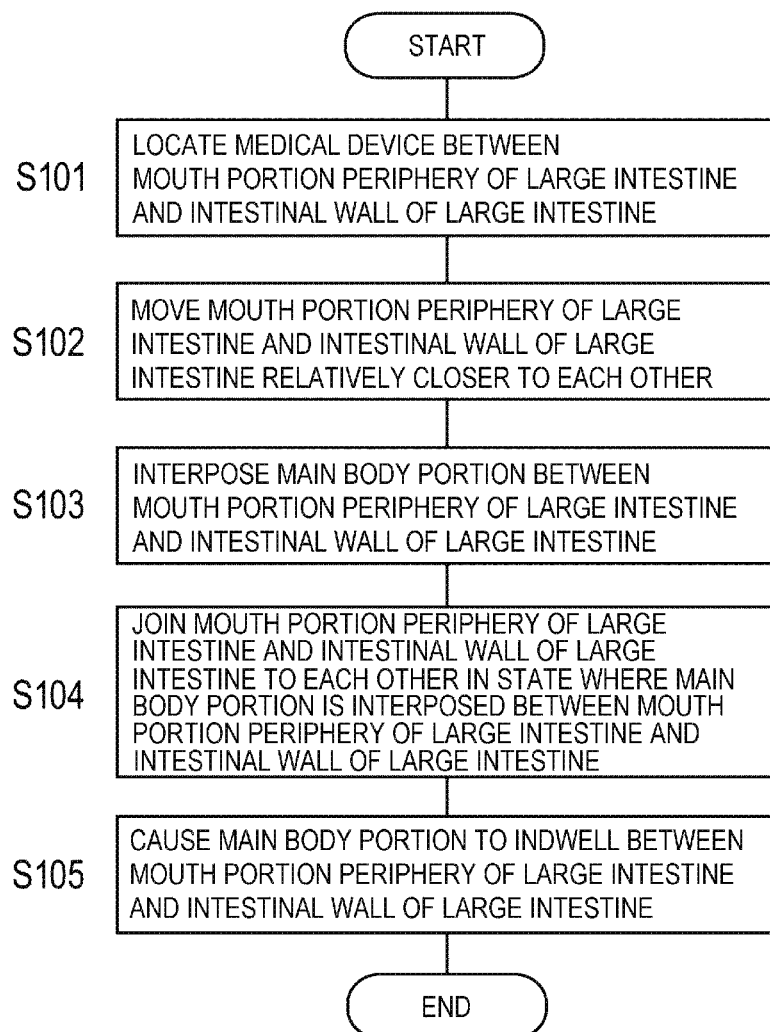 START
S101
LOCATE MEDICAL DEVICE BETWEEN
MOUTH PORTION PERIPHERY OF LARGE INTESTINE
AND INTESTINAL WALL OF LARGE INTESTINE
S102
MOVE MOUTH PORTION PERIPHERY OF LARGE
INTESTINE AND INTESTINAL WALL OF LARGE
INTESTINE RELATIVELY CLOSER TO EACH OTHER
S103
INTERPOSE MAIN BODY PORTION BETWEEN
MOUTH PORTION PERIPHERY OF LARGE INTESTINE
AND INTESTINAL WALL OF LARGE INTESTINE
S104
JOIN MOUTH PORTION PERIPHERY OF LARGE
INTESTINE AND INTESTINAL WALL OF LARGE
INTESTINE TO EACH OTHER IN STATE WHERE MAIN
BODY PORTION IS INTERPOSED BETWEEN MOUTH
PORTION PERIPHERY OF LARGE INTESTINE AND
INTESTINAL WALL OF LARGE INTESTINE
S105
CAUSE MAIN BODY PORTION TO INDWELL BETWEEN
MOUTH PORTION PERIPHERY OF LARGE INTESTINE
AND INTESTINAL WALL OF LARGE INTESTINE
END